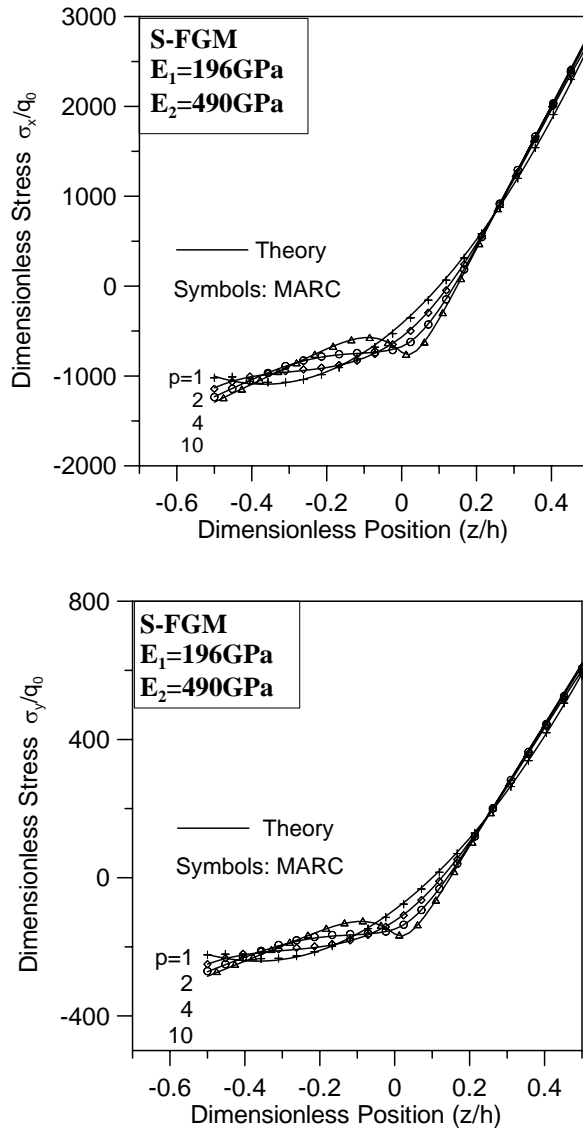 3000
S-FGM
E₁=196GPa
E₂=490GPa
2000
1000
Theory
0
Symbols: MARC
-1000
p=1
2
4
10
-2000
-0.6 -0.4 -0.2 0 0.2 0.4
Dimensionless Position (z/h)
Dimensionless Stress σₓ/q₀
800
S-FGM
E₁=196GPa
E₂=490GPa
400
Theory
Symbols: MARC
0
p=1
2
4
10
-400
-0.6 -0.4 -0.2 0 0.2 0.4
Dimensionless Position (z/h)
Dimensionless Stress σy/q₀